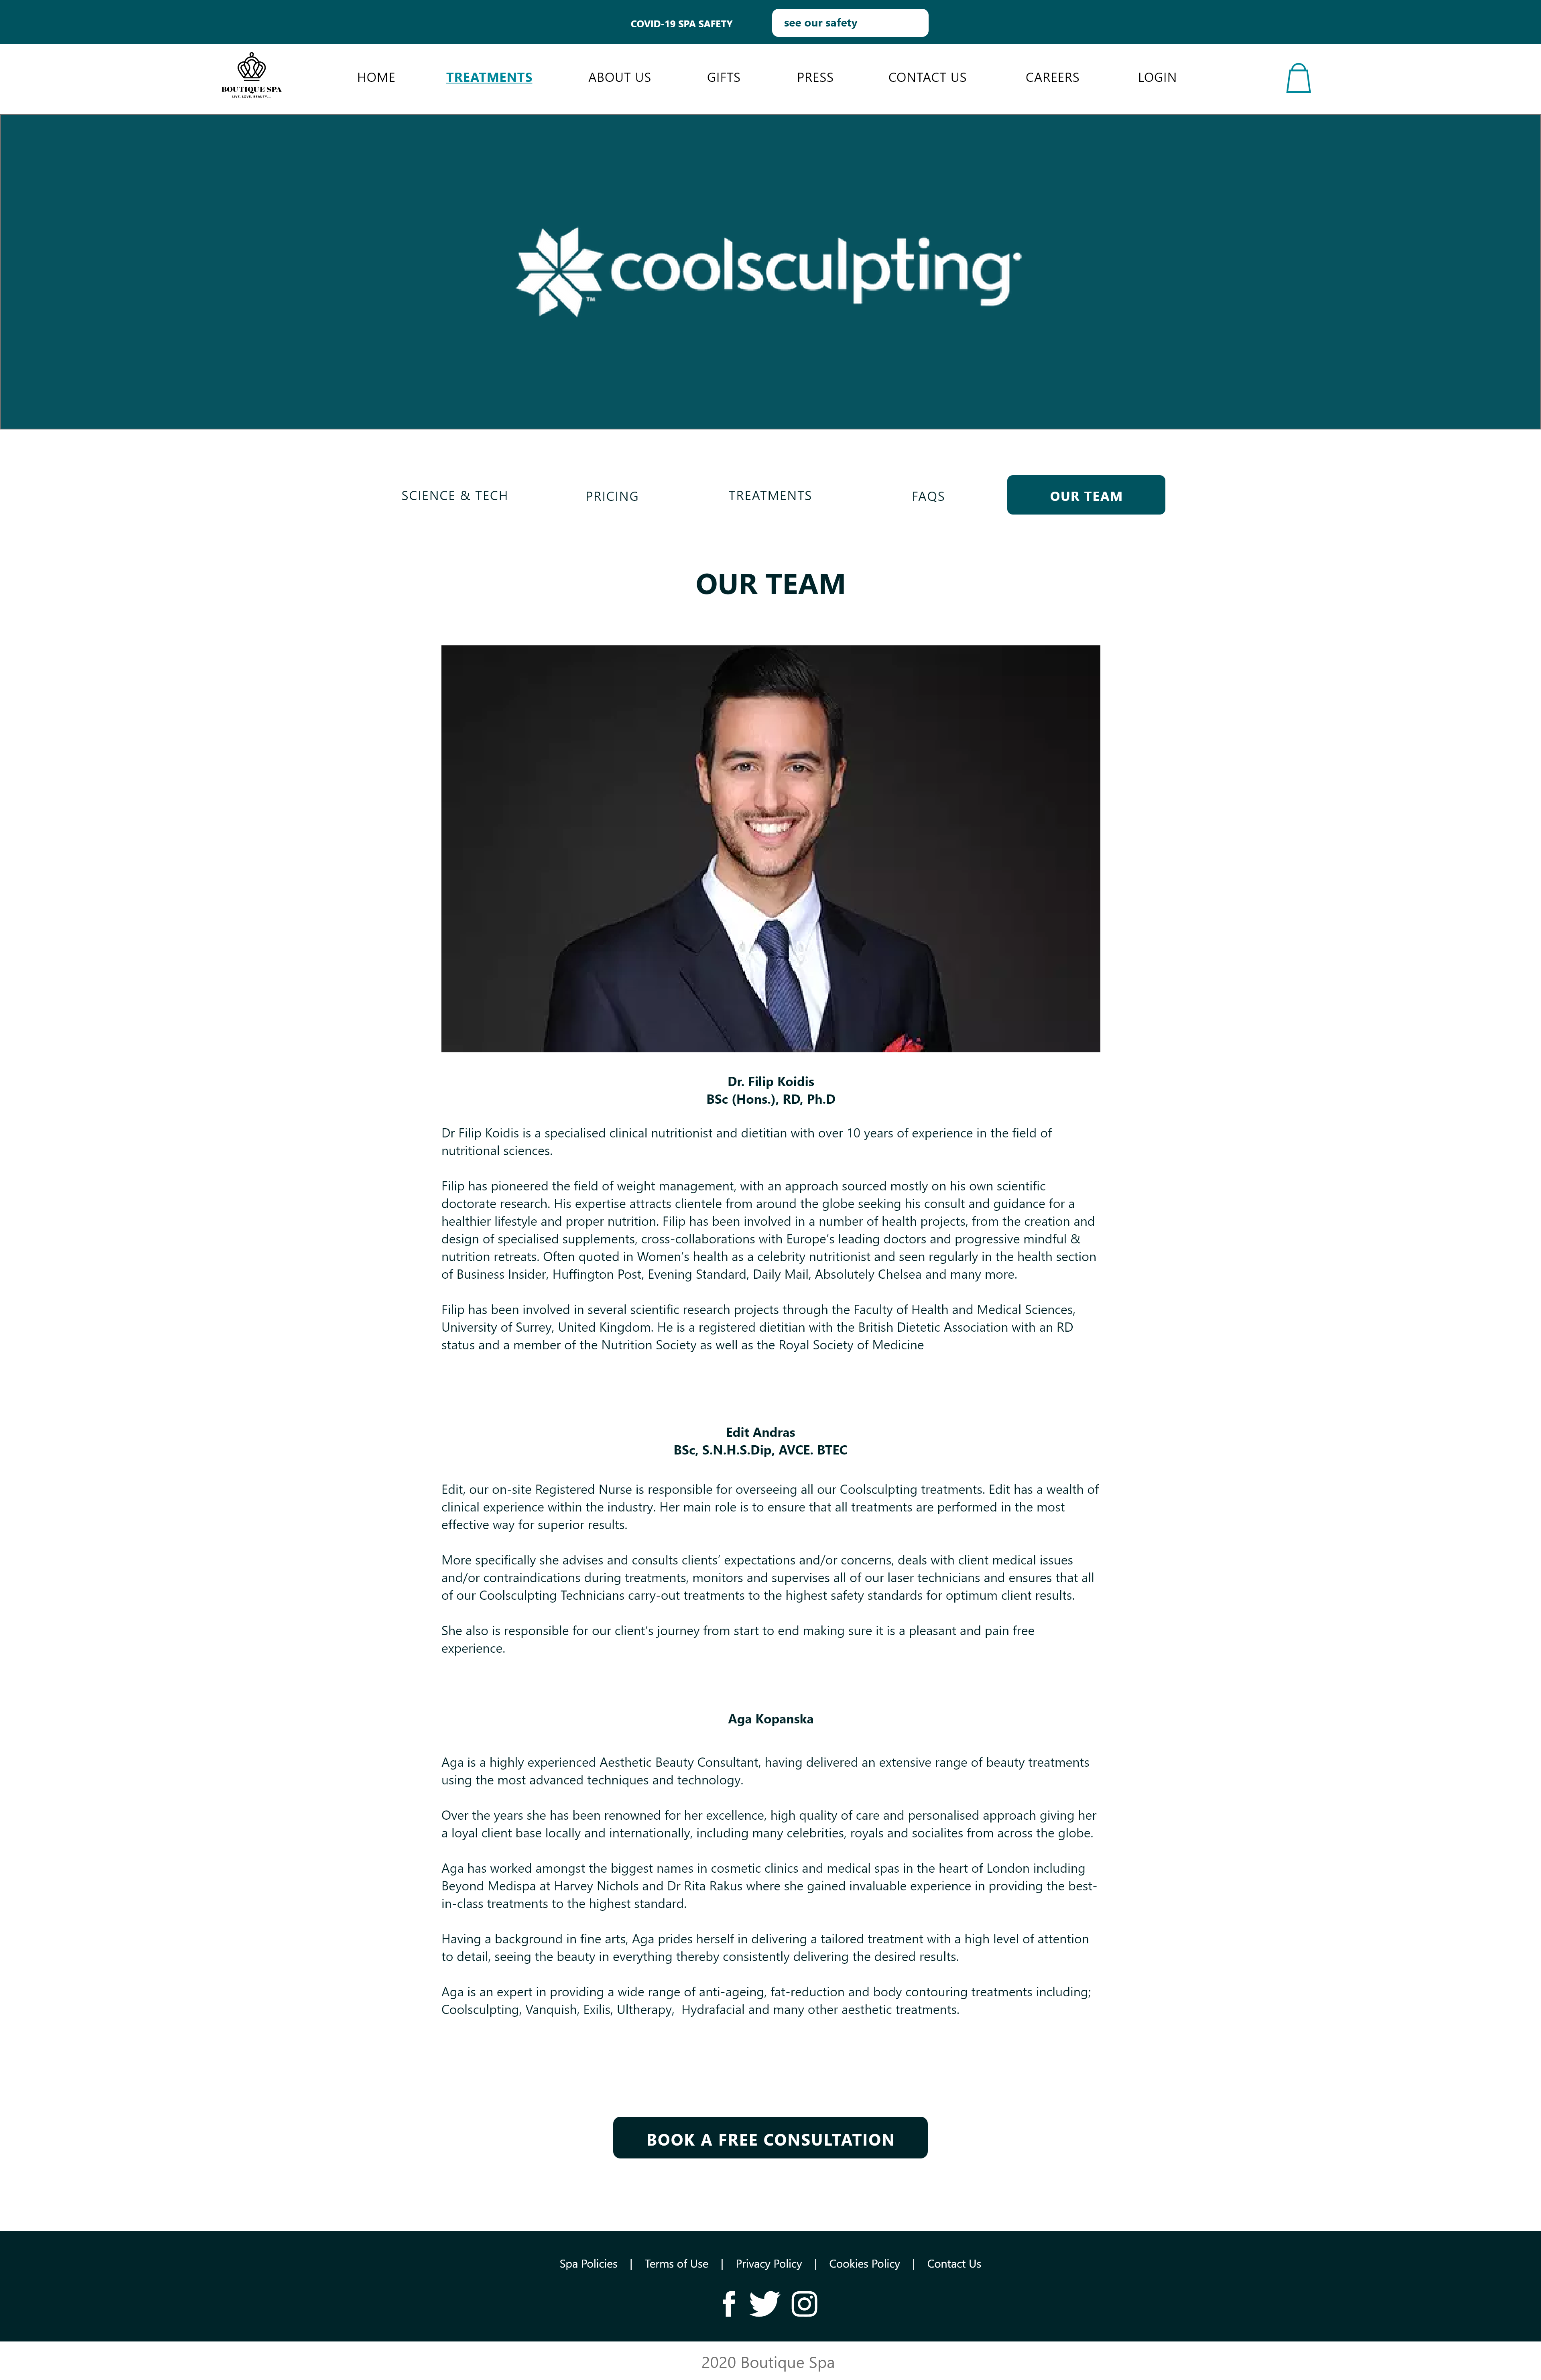 COVID-19 SPA SAFETY
see our safety
BOUTIQUE SPA
LIVE. LOVE. BEAUTY.
HOME
TREATMENTS
ABOUT US
GIFTS
PRESS
CONTACT US
CAREERS
LOGIN
coolsculpting
TM
SCIENCE & TECH
PRICING
TREATMENTS
FAQS
OUR TEAM
OUR TEAM
Dr. Filip Koidis
BSc (Hons.), RD, Ph.D
Dr Filip Koidis is a specialised clinical nutritionist and dietitian with over 10 years of experience in the field of
nutritional sciences.
Filip has pioneered the field of weight management, with an approach sourced mostly on his own scientific
doctorate research. His expertise attracts clientele from around the globe seeking his consult and guidance for a
healthier lifestyle and proper nutrition. Filip has been involved in a number of health projects, from the creation and
design of specialised supplements, cross-collaborations with Europe's leading doctors and progressive mindful &
nutrition retreats. Often quoted in Women's health as a celebrity nutritionist and seen regularly in the health section
of Business Insider, Huffington Post, Evening Standard, Daily Mail, Absolutely Chelsea and many more.
Filip has been involved in several scientific research projects through the Faculty of Health and Medical Sciences,
University of Surrey, United Kingdom. He is a registered dietitian with the British Dietetic Association with an RD
status and a member of the Nutrition Society as well as the Royal Society of Medicine
Edit Andras
BSc, S.N.H.S.Dip, AVCE. BTEC
Edit, our on-site Registered Nurse is responsible for overseeing all our Coolsculpting treatments. Edit has a wealth of
clinical experience within the industry. Her main role is to ensure that all treatments are performed in the most
effective way for superior results.
More specifically she advises and consults clients' expectations and/or concerns, deals with client medical issues
and/or contraindications during treatments, monitors and supervises all of our laser technicians and ensures that all
of our Coolsculpting Technicians carry-out treatments to the highest safety standards for optimum client results.
She also is responsible for our client's journey from start to end making sure it is a pleasant and pain free
experience.
Aga Kopanska
Aga is a highly experienced Aesthetic Beauty Consultant, having delivered an extensive range of beauty treatments
using the most advanced techniques and technology.
Over the years she has been renowned for her excellence, high quality of care and personalised approach giving her
a loyal client base locally and internationally, including many celebrities, royals and socialites from across the globe.
Aga has worked amongst the biggest names in cosmetic clinics and medical spas in the heart of London including
Beyond Medispa at Harvey Nichols and Dr Rita Rakus where she gained invaluable experience in providing the best-
in-class treatments to the highest standard.
Having a background in fine arts, Aga prides herself in delivering a tailored treatment with a high level of attention
to detail, seeing the beauty in everything thereby consistently delivering the desired results.
Aga is an expert in providing a wide range of anti-ageing, fat-reduction and body contouring treatments including;
Coolsculpting, Vanquish, Exilis, Ultherapy,  Hydrafacial and many other aesthetic treatments.
BOOK A FREE CONSULTATION
Spa Policies | Terms of Use | Privacy Policy | Cookies Policy | Contact Us
2020 Boutique Spa